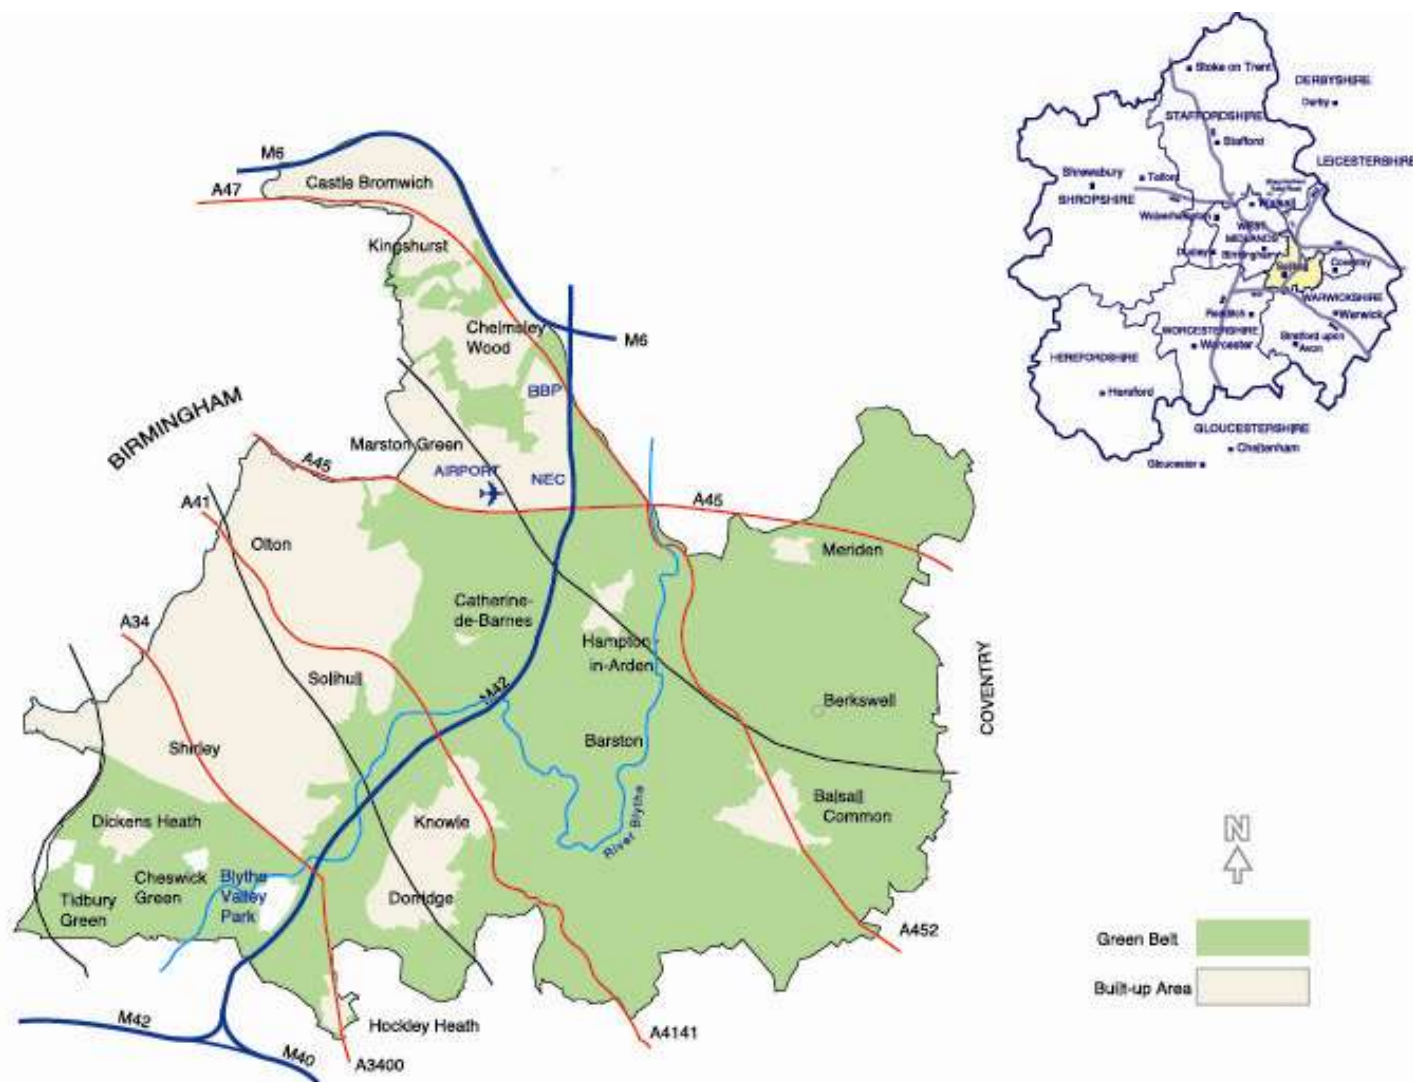 M6
A47
Castle Bromwich
Kingshurst
Chelmsley
Wood
M6
BBP
BIRMINGHAM
Marston Green
A45
AIRPORT
NEC
A45
A41
Olton
Meriden
Catherine-
de-Barnes
A34
Hampton-
in-Arden
COVENTRY
Solihull
M42
Berkswell
Shirley
Barston
Balsall
Common
River Blythe
Dickens Heath
Knowle
Cheswick
Green
Blythe
Valley
Park
Tidbury
Green
Dorridge
A452
M42
Hockley Heath
A4141
M40
A3400
Stoke on Trent
DERBYSHIRE
Derby
STAFFORDSHIRE
Stafford
LEICESTERSHIRE
Shrewsbury
Telford
SHROPSHIRE
Walsall
Wolverhampton
WEST
MIDLANDS
Dudley
Birmingham
Solihull
Coventry
WARWICKSHIRE
Redditch
Warwick
WORCESTERSHIRE
Stratford upon
Avon
Worcester
HEREFORDSHIRE
Hereford
GLOUCESTERSHIRE
Cheltenham
Gloucester
N
Green Belt
Built-up Area